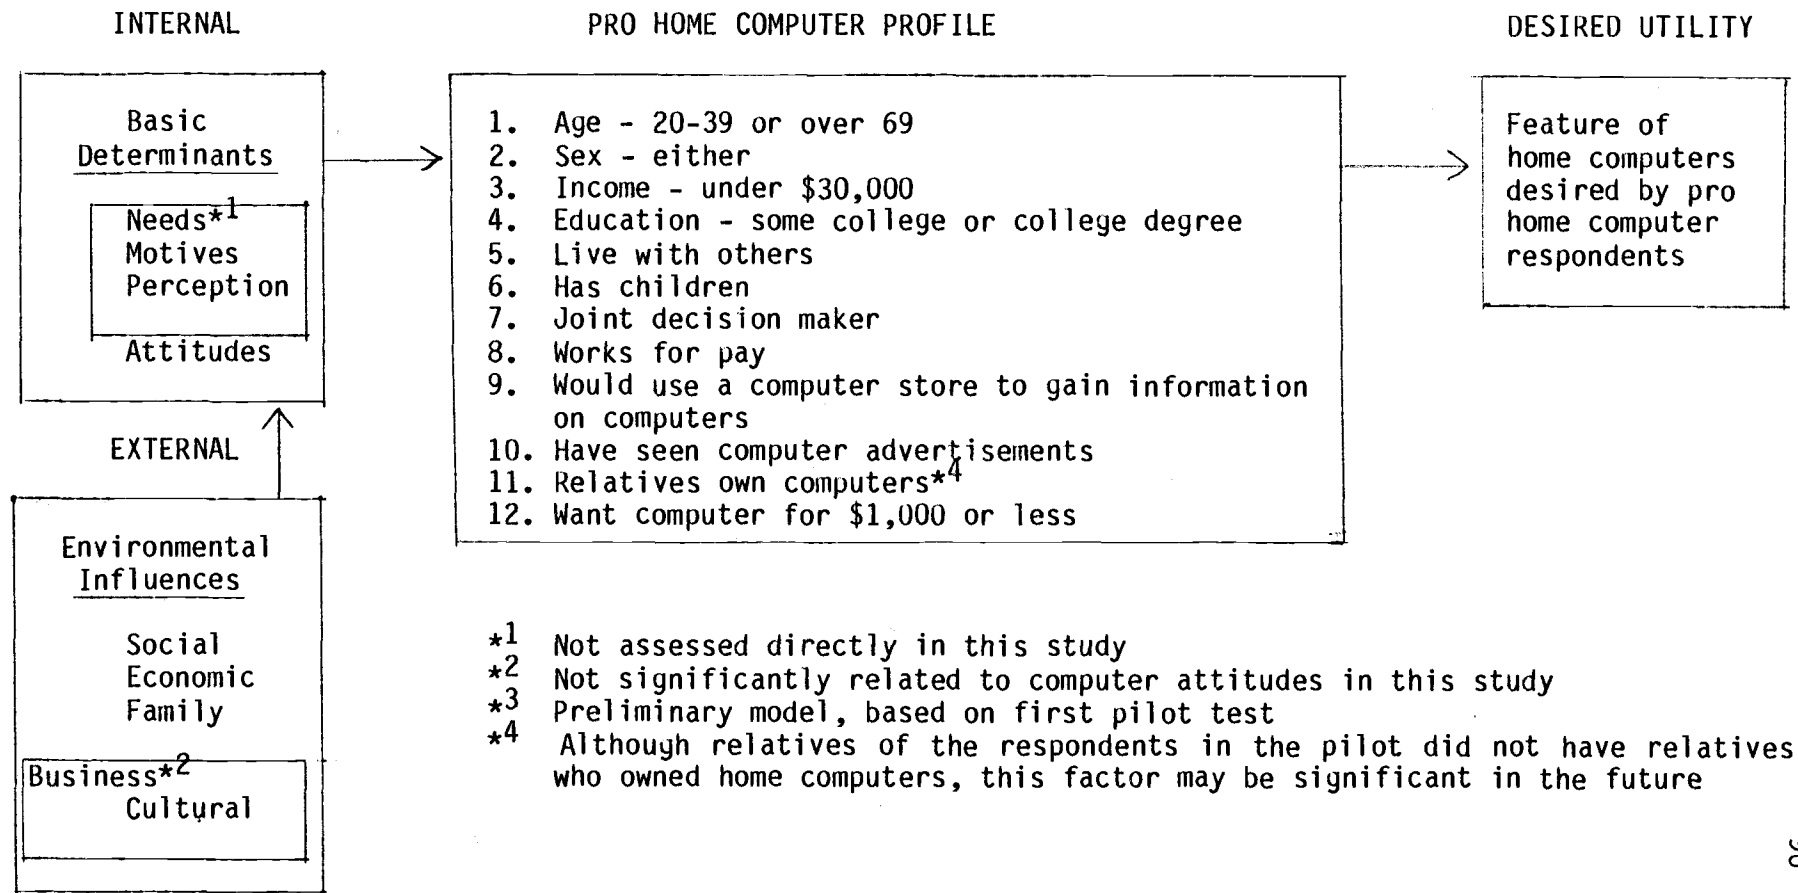 INTERNAL
Basic
Determinants
Needs*1
Motives
Perception
Attitudes
EXTERNAL
Environmental
Influences
Social
Economic
Family
Business*2
Cultural
PRO HOME COMPUTER PROFILE
1. Age - 20-39 or over 69
2. Sex - either
3. Income - under $30,000
4. Education - some college or college degree
5. Live with others
6. Has children
7. Joint decision maker
8. Works for pay
9. Would use a computer store to gain information
on computers
10. Have seen computer advertisements
11. Relatives own computers*4
12. Want computer for $1,000 or less
DESIRED UTILITY
Feature of
home computers
desired by pro
home computer
respondents
*1 Not assessed directly in this study
*2 Not significantly related to computer attitudes in this study
*3 Preliminary model, based on first pilot test
*4 Although relatives of the respondents in the pilot did not have relatives
who owned home computers, this factor may be significant in the future